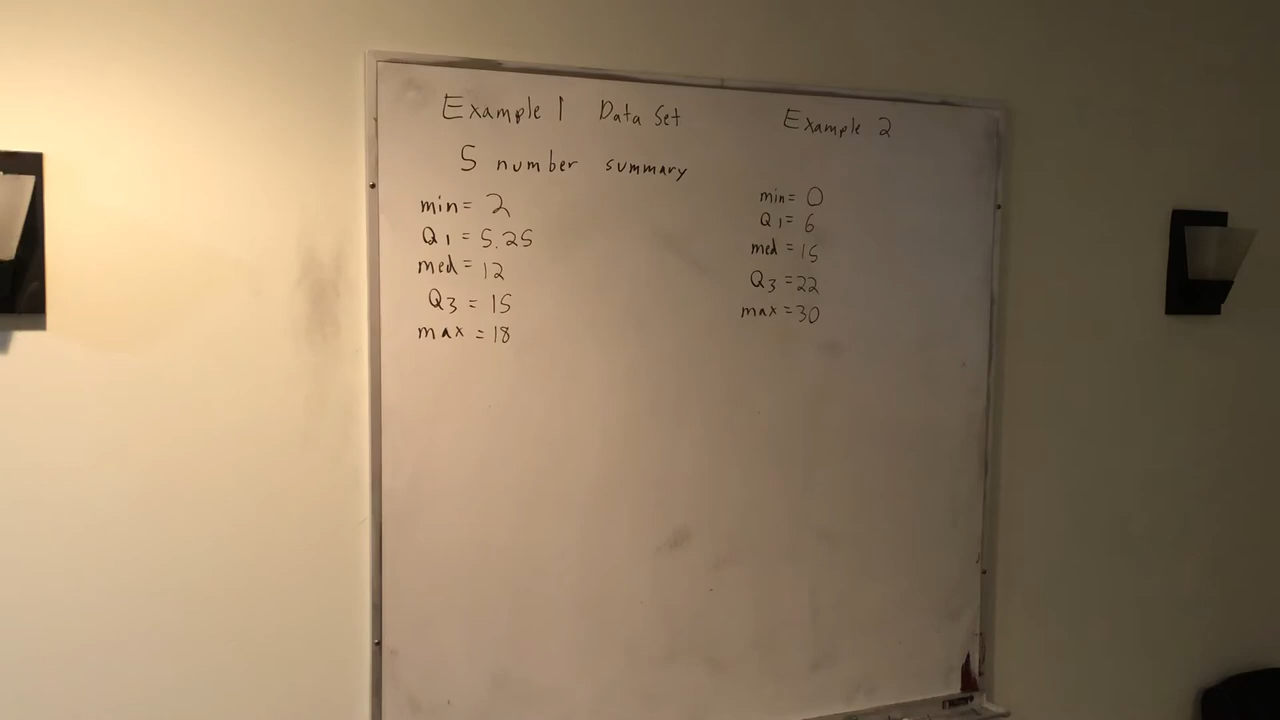 Example 1 Data Set
5 number summary
min = 2
Q1 = 5.25
med = 12
Q3 = 15
max = 18
Example 2
min = 0
Q1 = 6
med = 15
Q3 = 22
max = 30